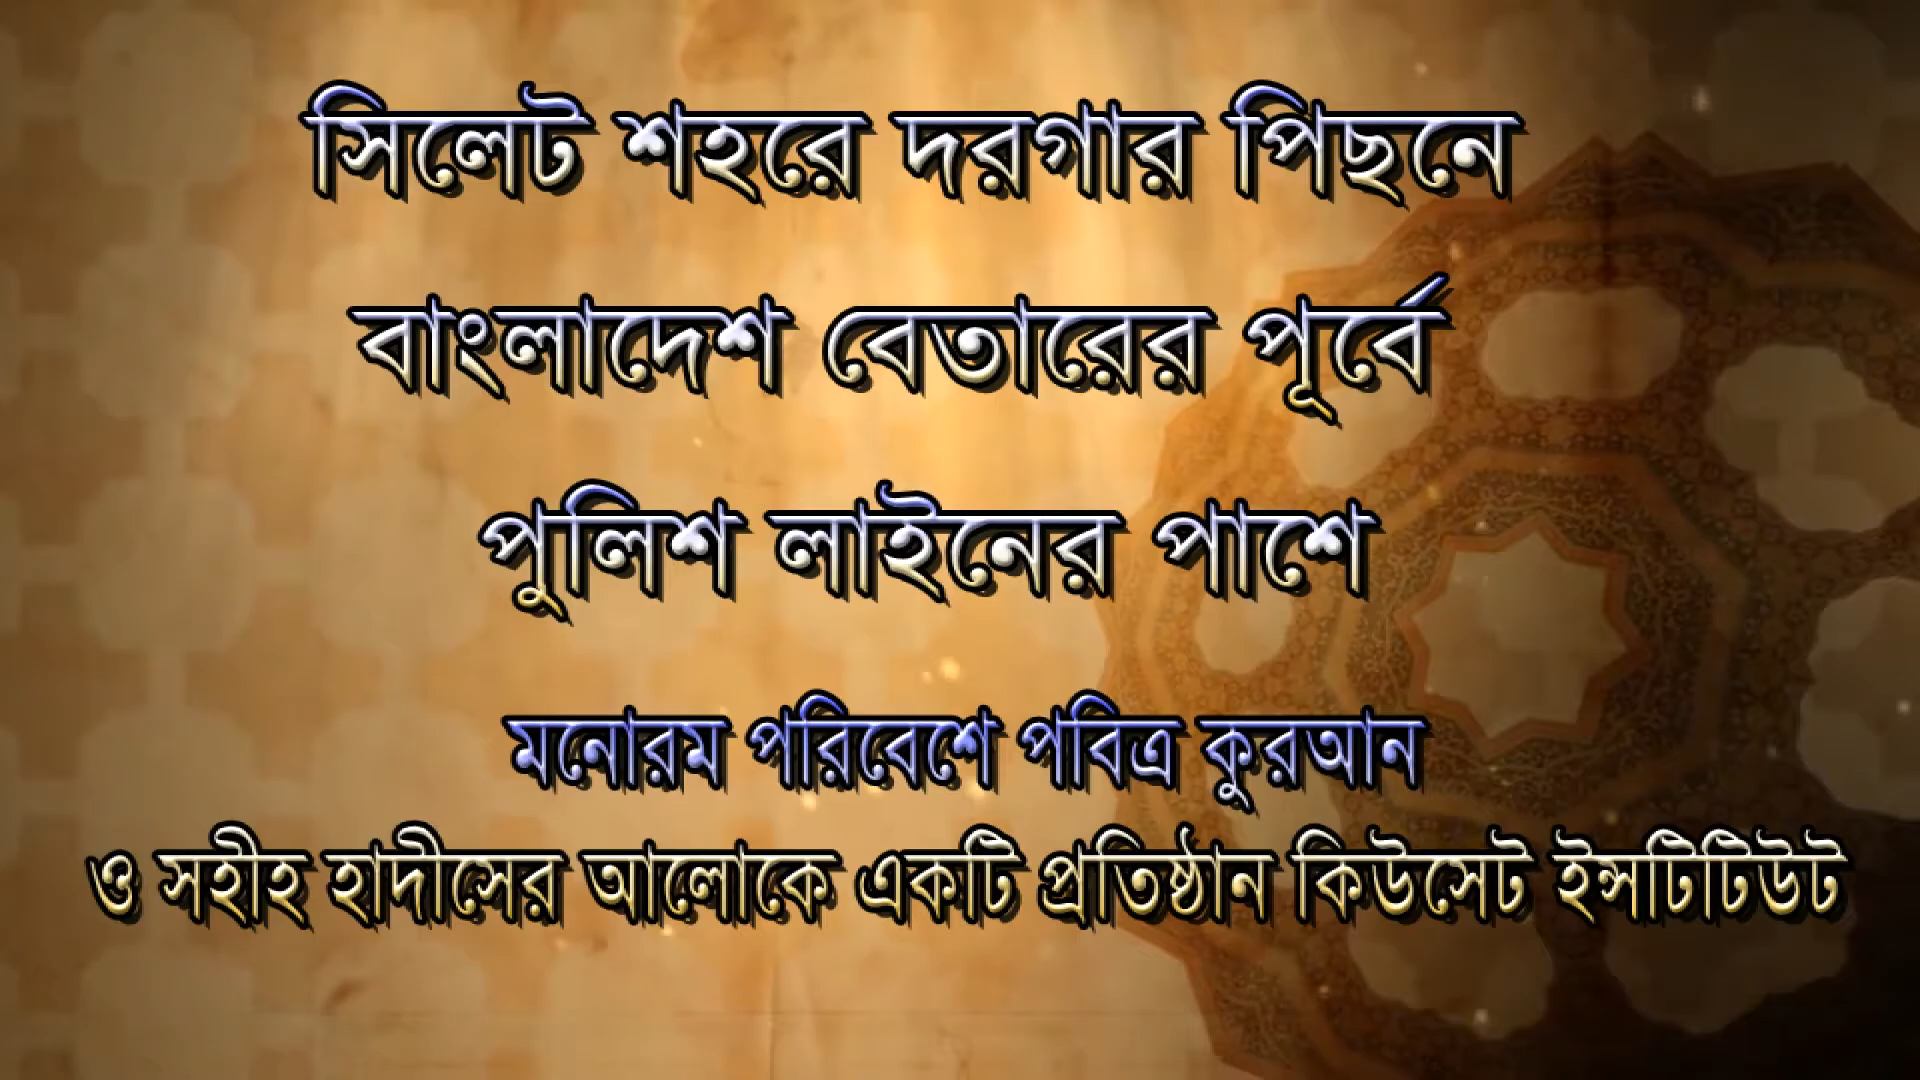 সিলেট শহরে দরগার পিছনে
বাংলাদেশ বেতারের পূর্বে
পুলিশ লাইনের পাশে
মনোরম পরিবেশে পবিত্র কুরআন
ও সহীহ হাদীসের আলোকে একটি প্রতিষ্ঠান কিউসেট ইন্সটিটিউট